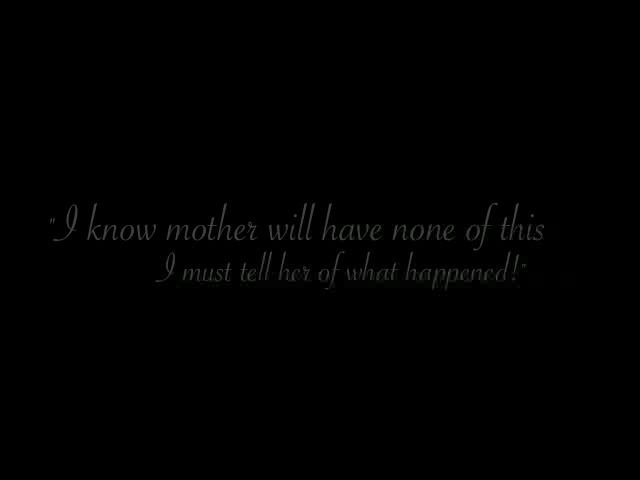 "I know mother will have none of this
I must tell her of what happened!"